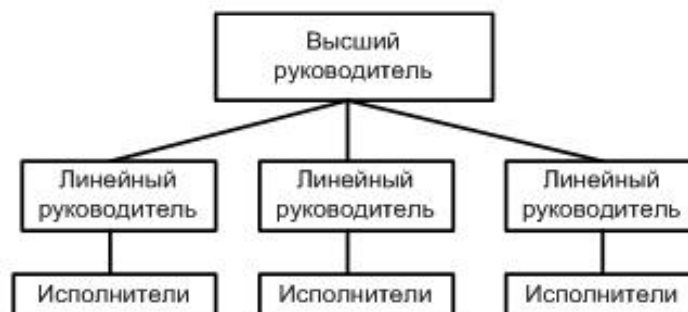 Высший
руководитель
Линейный
руководитель
Линейный
руководитель
Линейный
руководитель
Исполнители
Исполнители
Исполнители